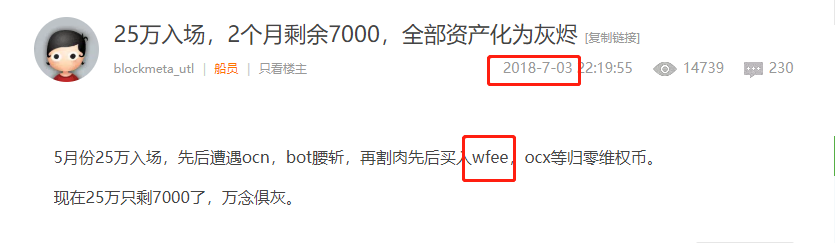 25万入场，2个月剩余7000，全部资产化为灰烬 [复制链接]
blockmeta_utl | 船员 | 只看楼主 2018-7-03 22:19:55 14739 230
5月份25万入场，先后遭遇ocn，bot腰斩，再割肉先后买入wfee，ocx等归零维权币。
现在25万只剩7000了，万念俱灰。